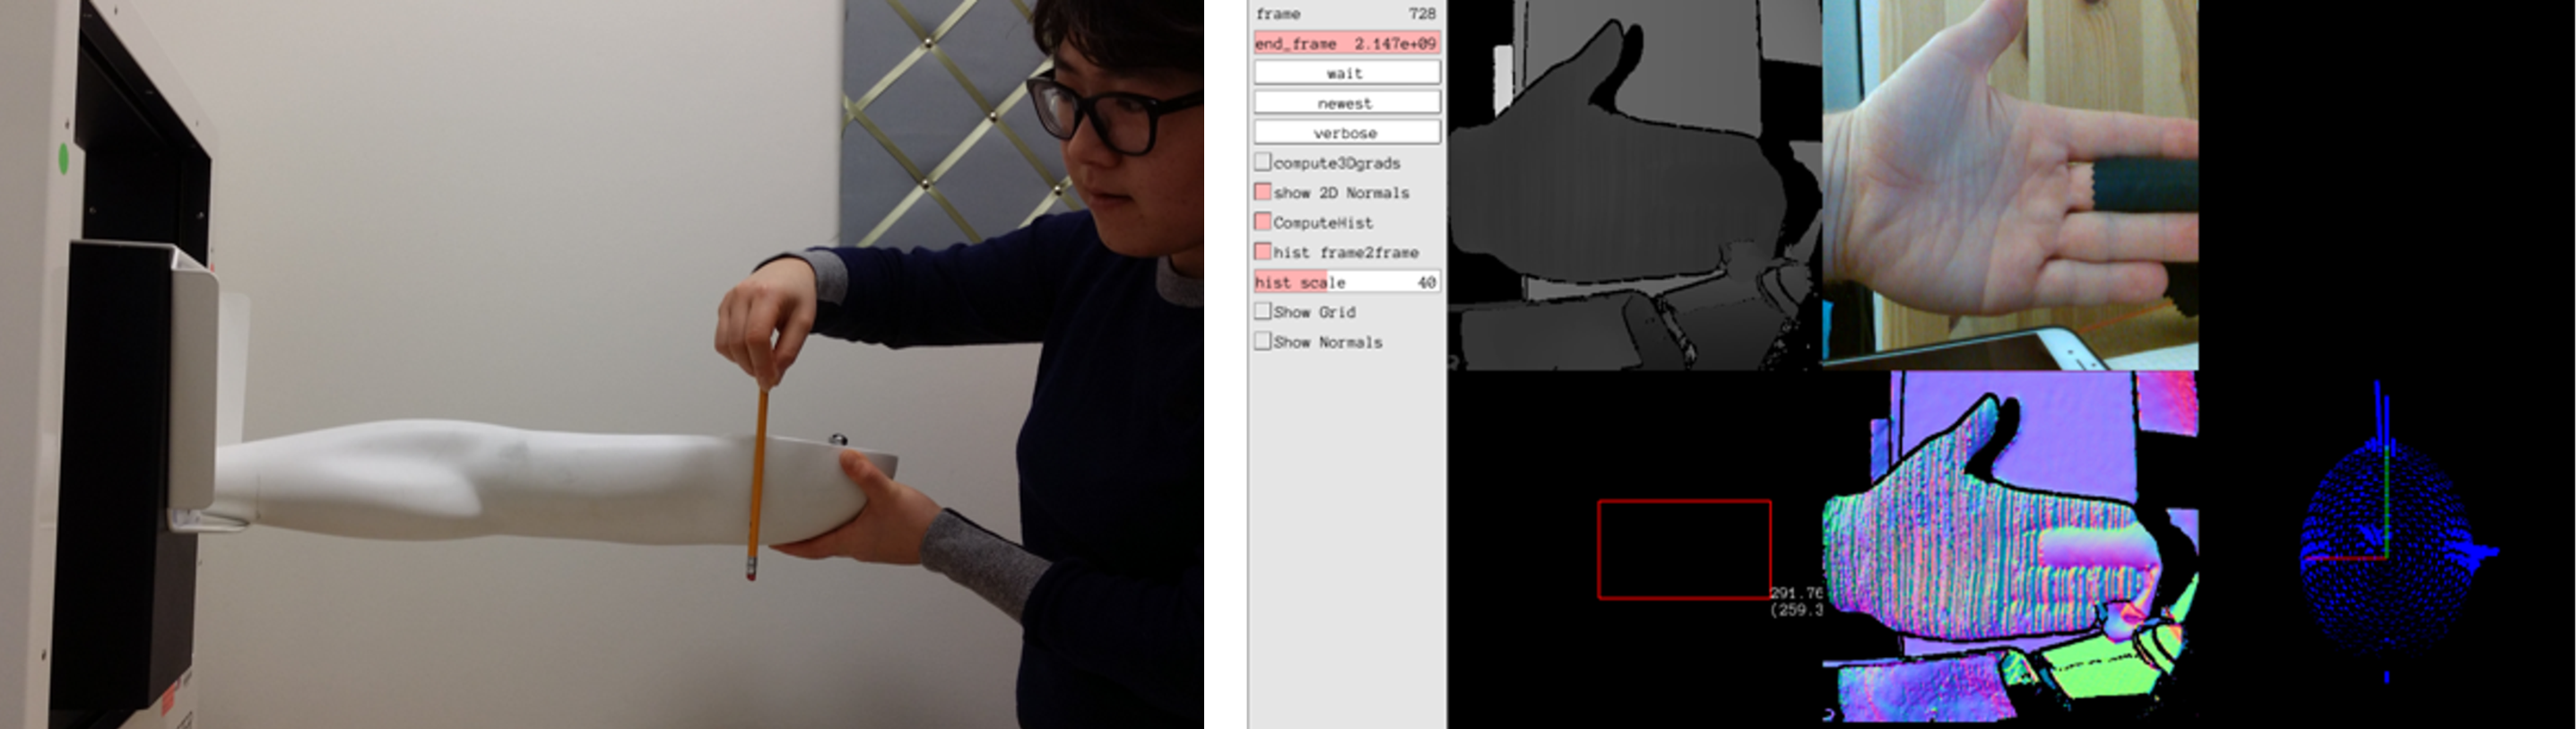 frame 728
end_frame 2.147e+09
wait
newest
verbose
compute3Dgrads
show 2D Normals
ComputeHist
hist frame2frame
hist scale 40
Show Grid
Show Normals
291.76
(259.3